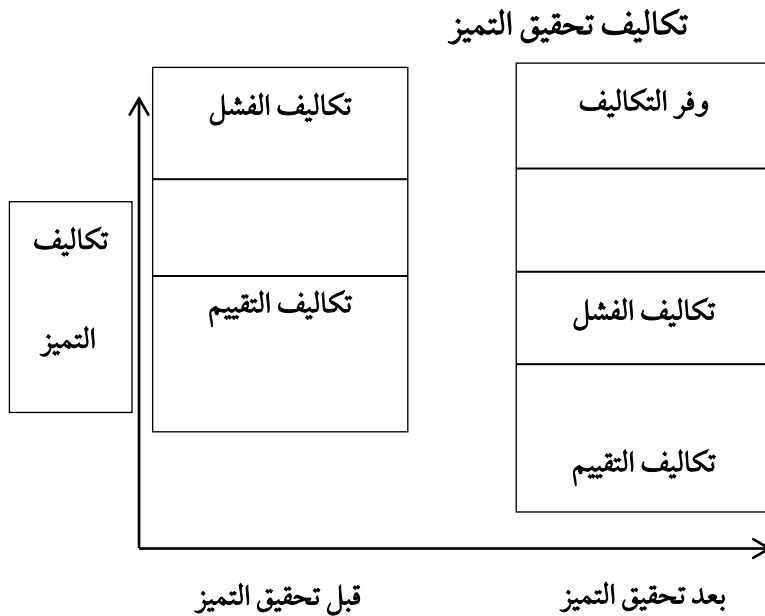 تكاليف تحقيق التميز
وفر التكاليف
تكاليف الفشل
تكاليف
التميز
تكاليف الفشل
تكاليف التقييم
تكاليف التقييم
بعد تحقيق التميز
قبل تحقيق التميز